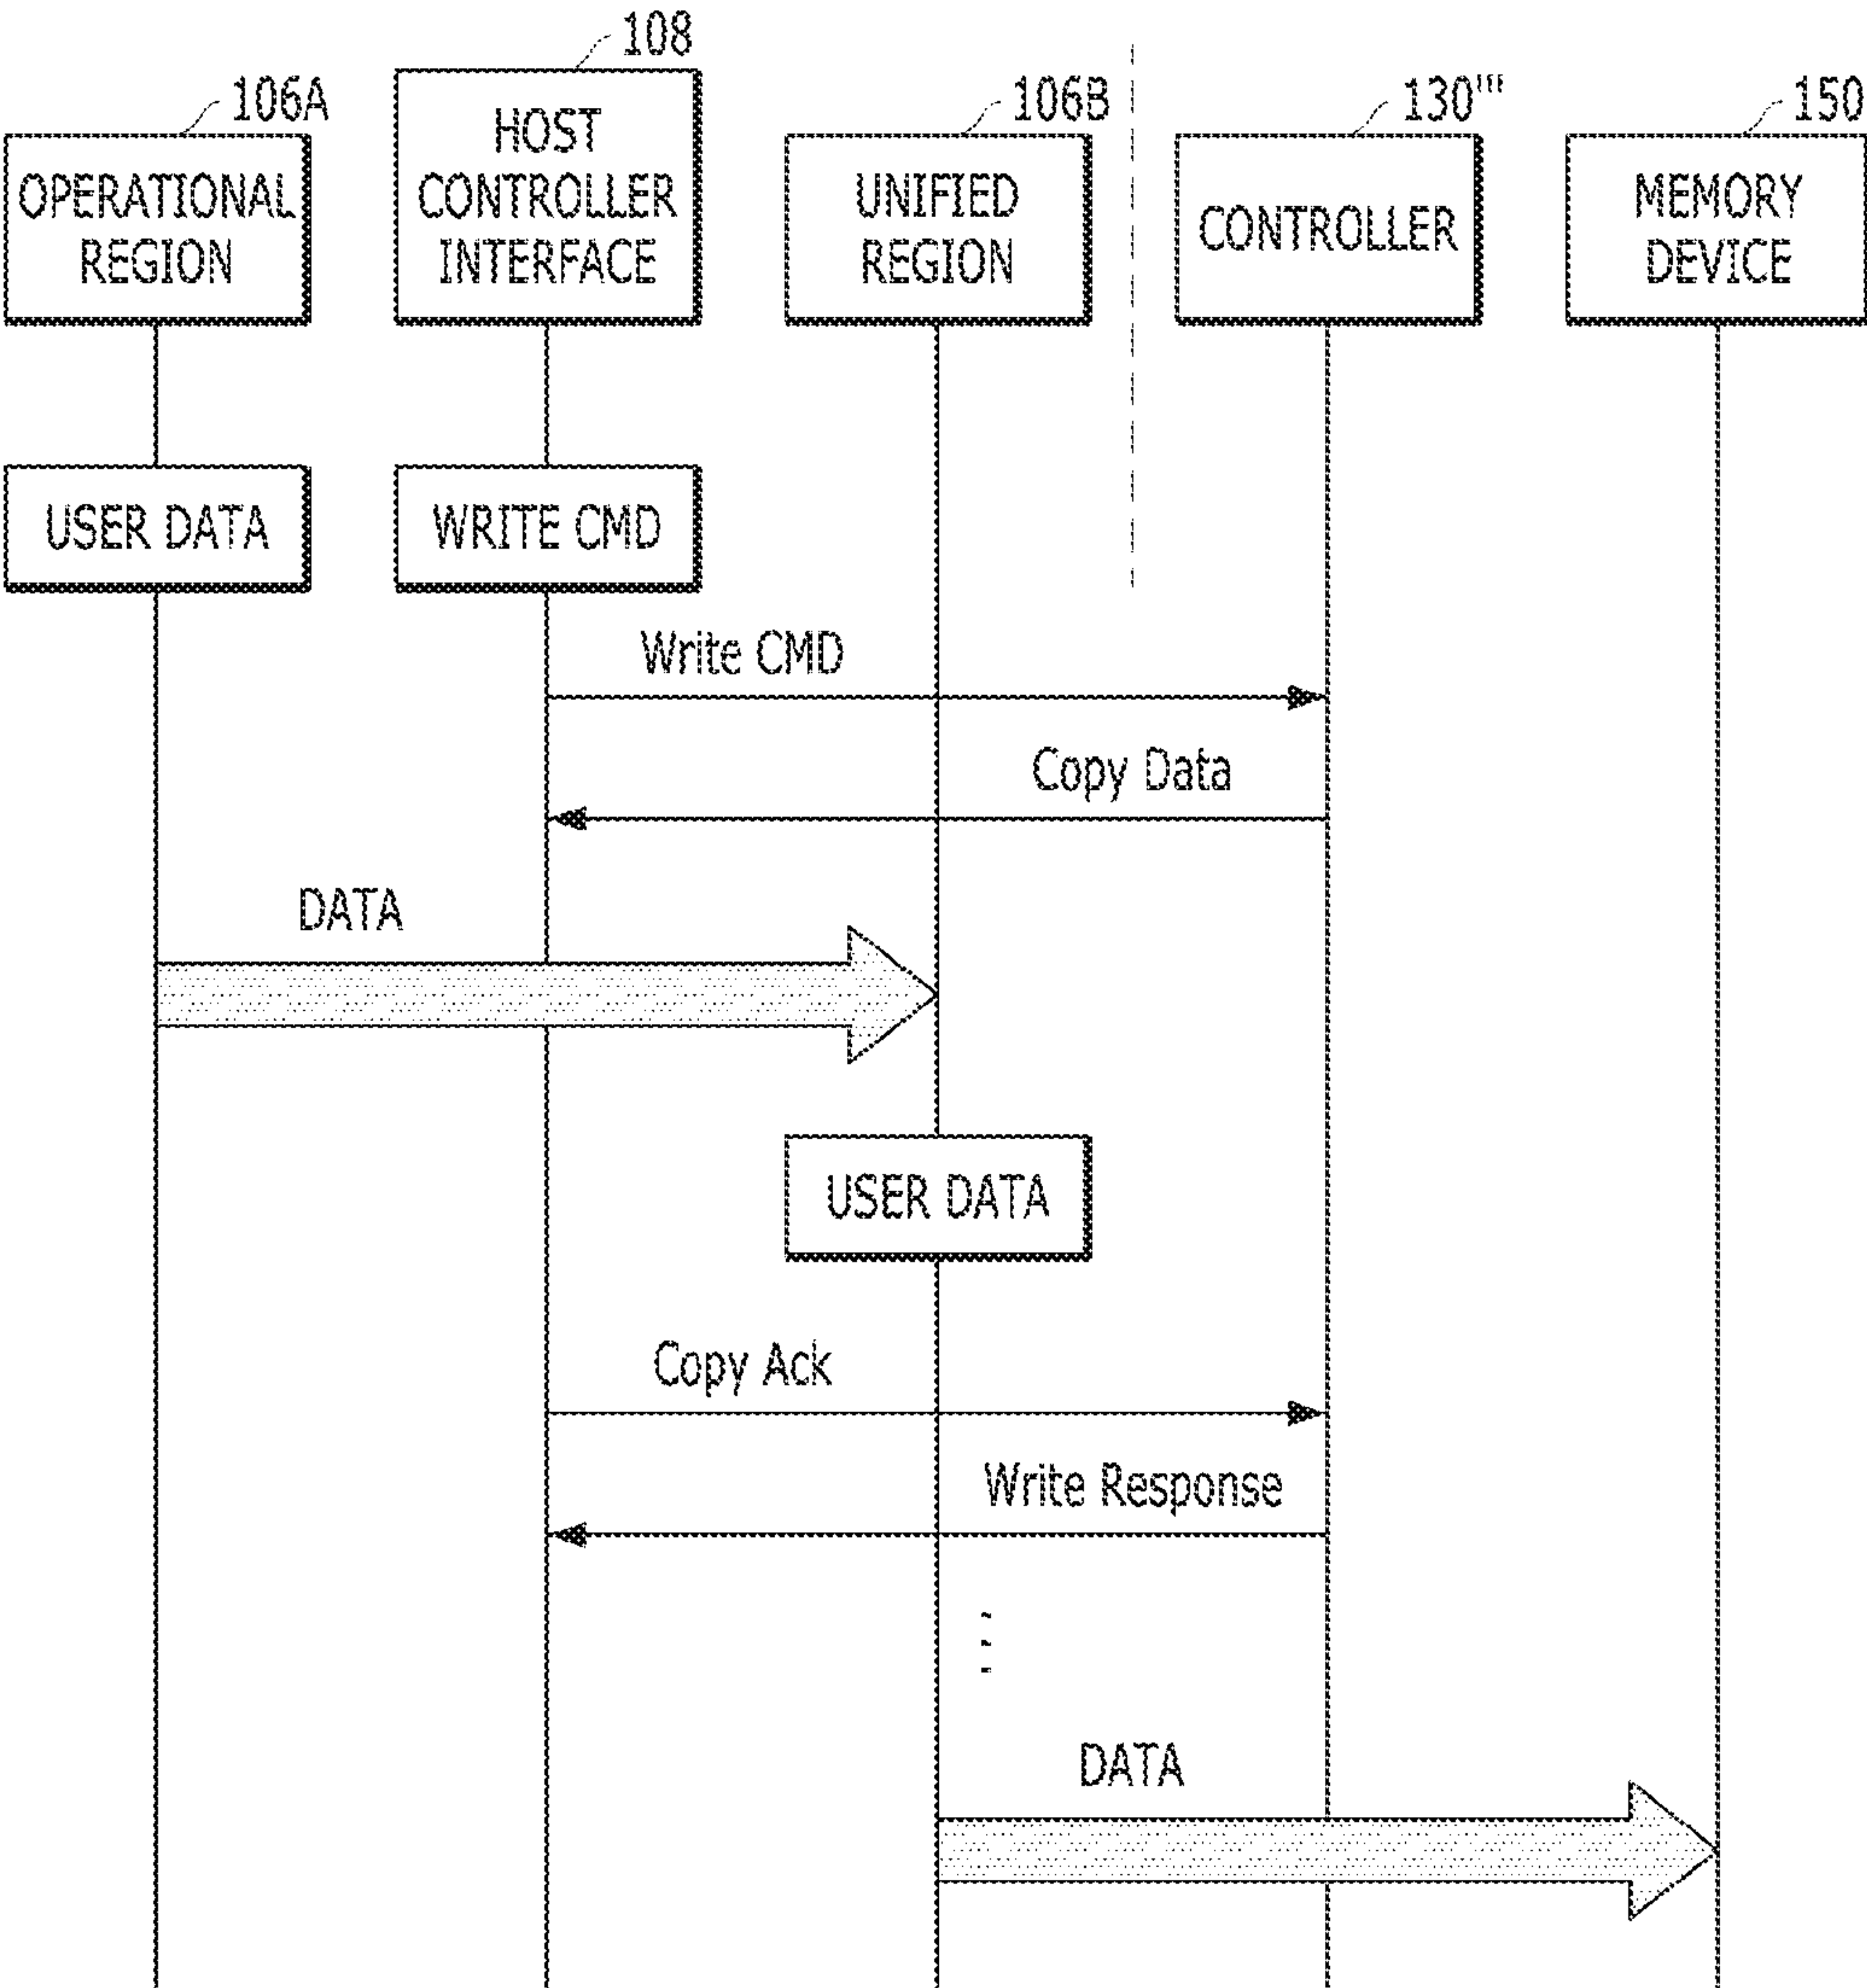 108
106A
106B
130'''
150
OPERATIONAL
REGION
HOST
CONTROLLER
INTERFACE
UNIFIED
REGION
CONTROLLER
MEMORY
DEVICE
USER DATA
WRITE CMD
Write CMD
Copy Data
DATA
USER DATA
Copy Ack
Write Response
DATA